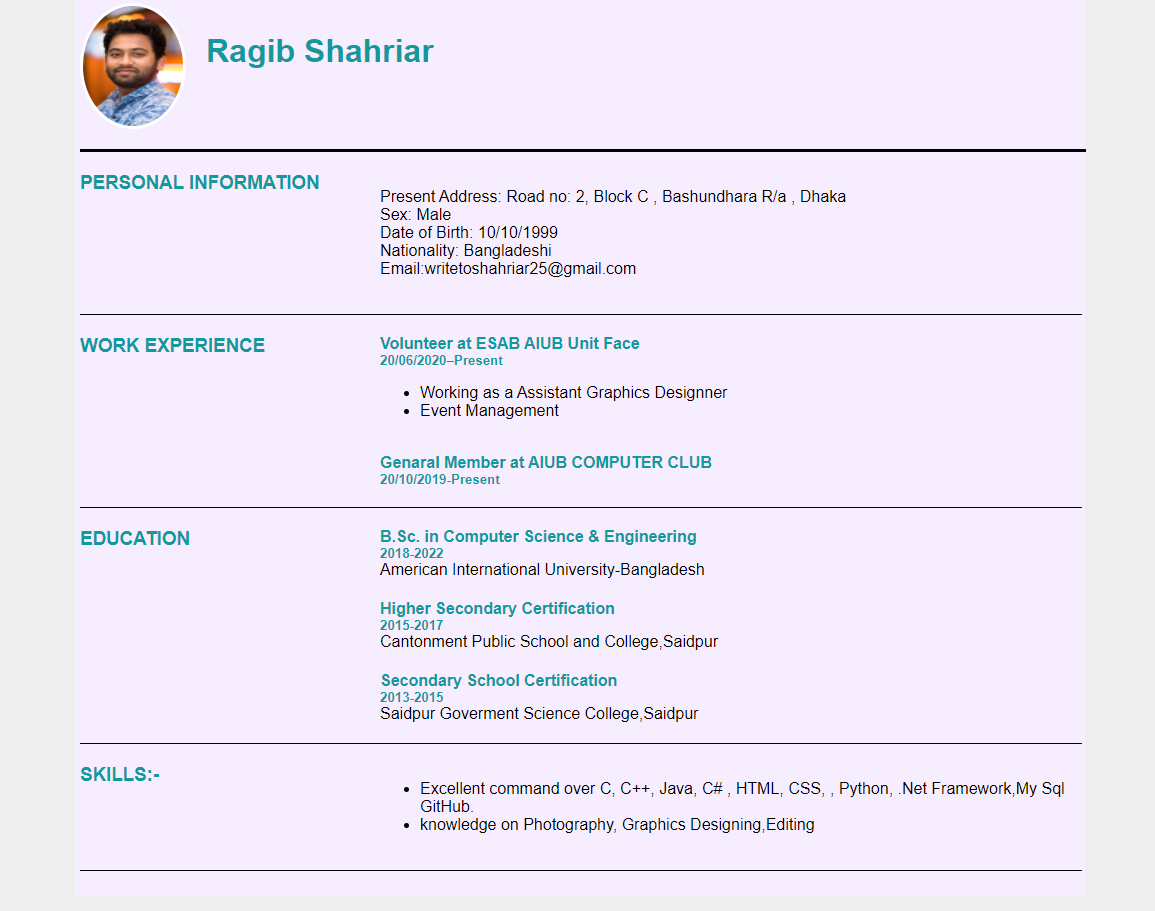 Ragib Shahriar
PERSONAL INFORMATION
Present Address: Road no: 2, Block C , Bashundhara R/a , Dhaka
Sex: Male
Date of Birth: 10/10/1999
Nationality: Bangladeshi
Email:writetoshahriar25@gmail.com
WORK EXPERIENCE
Volunteer at ESAB AIUB Unit Face
20/06/2020–Present
• Working as a Assistant Graphics Designner
• Event Management
Genaral Member at AIUB COMPUTER CLUB
20/10/2019-Present
EDUCATION
B.Sc. in Computer Science & Engineering
2018-2022
American International University-Bangladesh
Higher Secondary Certification
2015-2017
Cantonment Public School and College,Saidpur
Secondary School Certification
2013-2015
Saidpur Goverment Science College,Saidpur
SKILLS:-
• Excellent command over C, C++, Java, C# , HTML, CSS, , Python, .Net Framework,My Sql
GitHub.
• knowledge on Photography, Graphics Designing,Editing